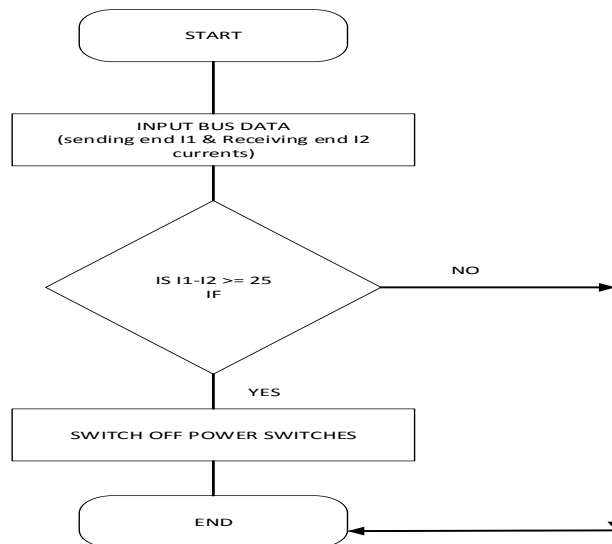 START
INPUT BUS DATA
(sending end I1 & Receiving end I2
currents)
IS I1-I2 >= 25
IF
NO
YES
SWITCH OFF POWER SWITCHES
END